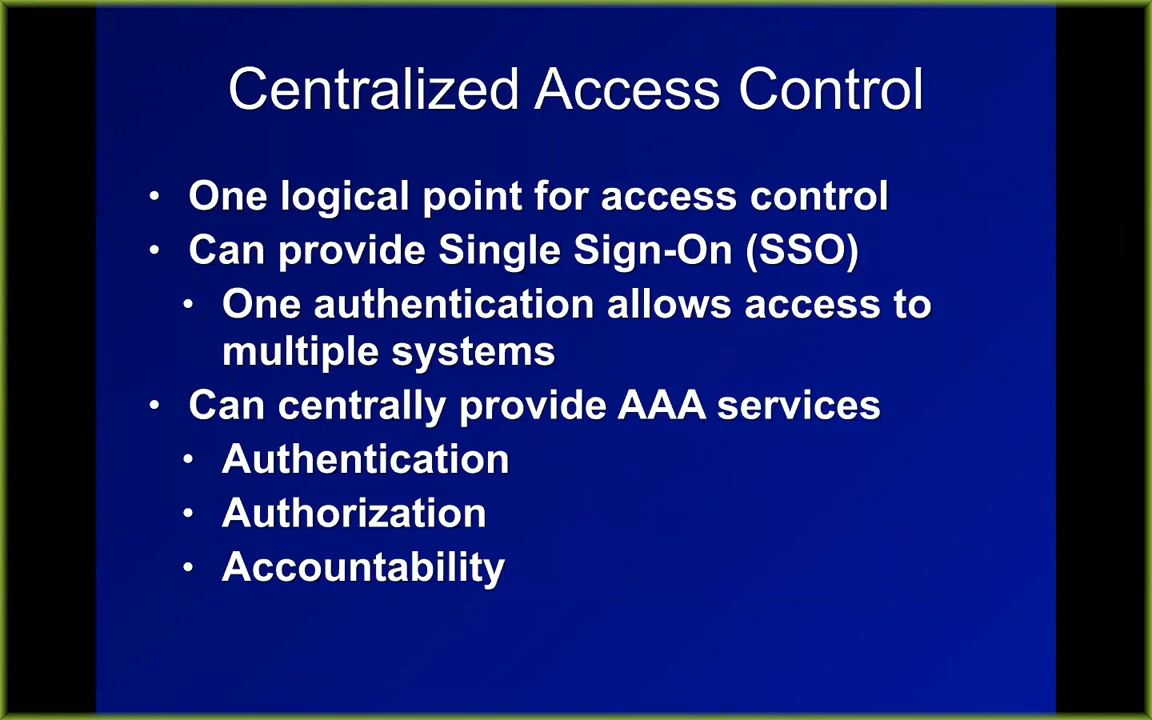 Centralized Access Control
• One logical point for access control
• Can provide Single Sign-On (SSO)
• One authentication allows access to
multiple systems
• Can centrally provide AAA services
• Authentication
• Authorization
• Accountability